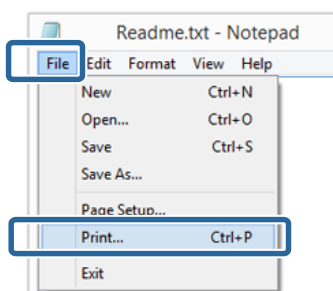 Readme.txt - Notepad
File Edit Format View Help
New Ctrl+N
Open... Ctrl+O
Save Ctrl+S
Save As...
Page Setup...
Print... Ctrl+P
Exit